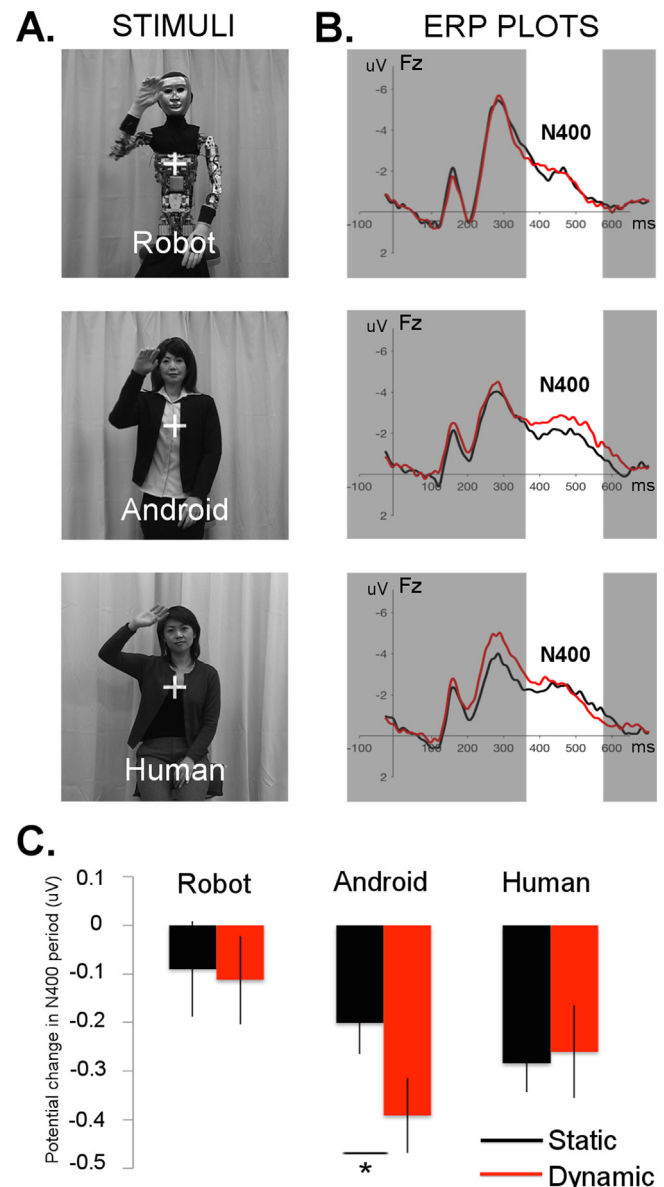 A. STIMULI
Robot
Android
Human
B. ERP PLOTS
uV Fz
-6
-4
-2
2
N400
-100 100 200 300 400 500 600 ms
uV Fz
-6
-4
-2
2
N400
-100 100 200 300 400 500 600 ms
uV Fz
-6
-4
-2
2
N400
-100 100 200 300 400 500 600 ms
C.
Potential change in N400 period (uV)
0.1
0
-0.1
-0.2
-0.3
-0.4
-0.5
Robot Android Human
*
Static
Dynamic